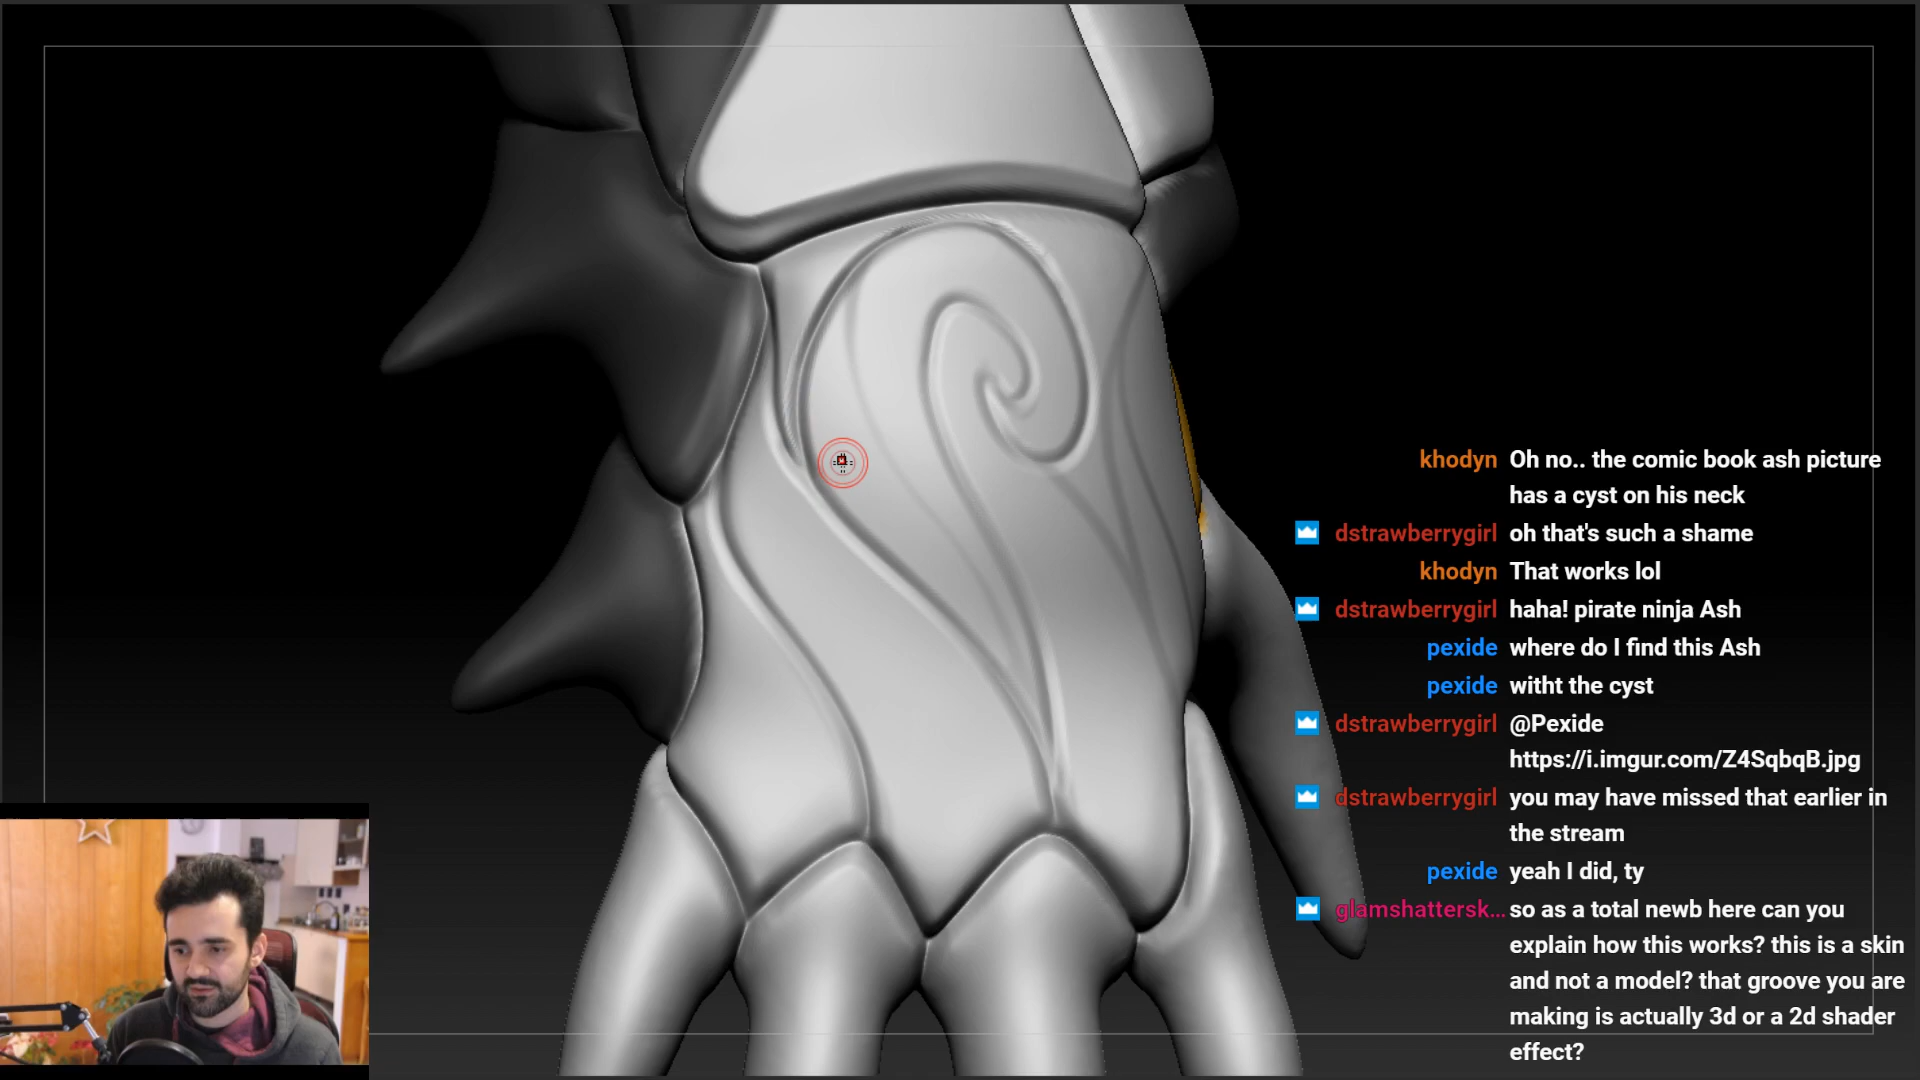 khodyn Oh no.. the comic book ash picture
has a cyst on his neck
dstrawberrygirl oh that's such a shame
khodyn That works lol
dstrawberrygirl haha! pirate ninja Ash
pexide where do I find this Ash
pexide witht the cyst
dstrawberrygirl @Pexide
https://i.imgur.com/Z4SqbqB.jpg
dstrawberrygirl you may have missed that earlier in
the stream
pexide yeah I did, ty
glamshattersk... so as a total newb here can you
explain how this works? this is a skin
and not a model? that groove you are
making is actually 3d or a 2d shader
effect?